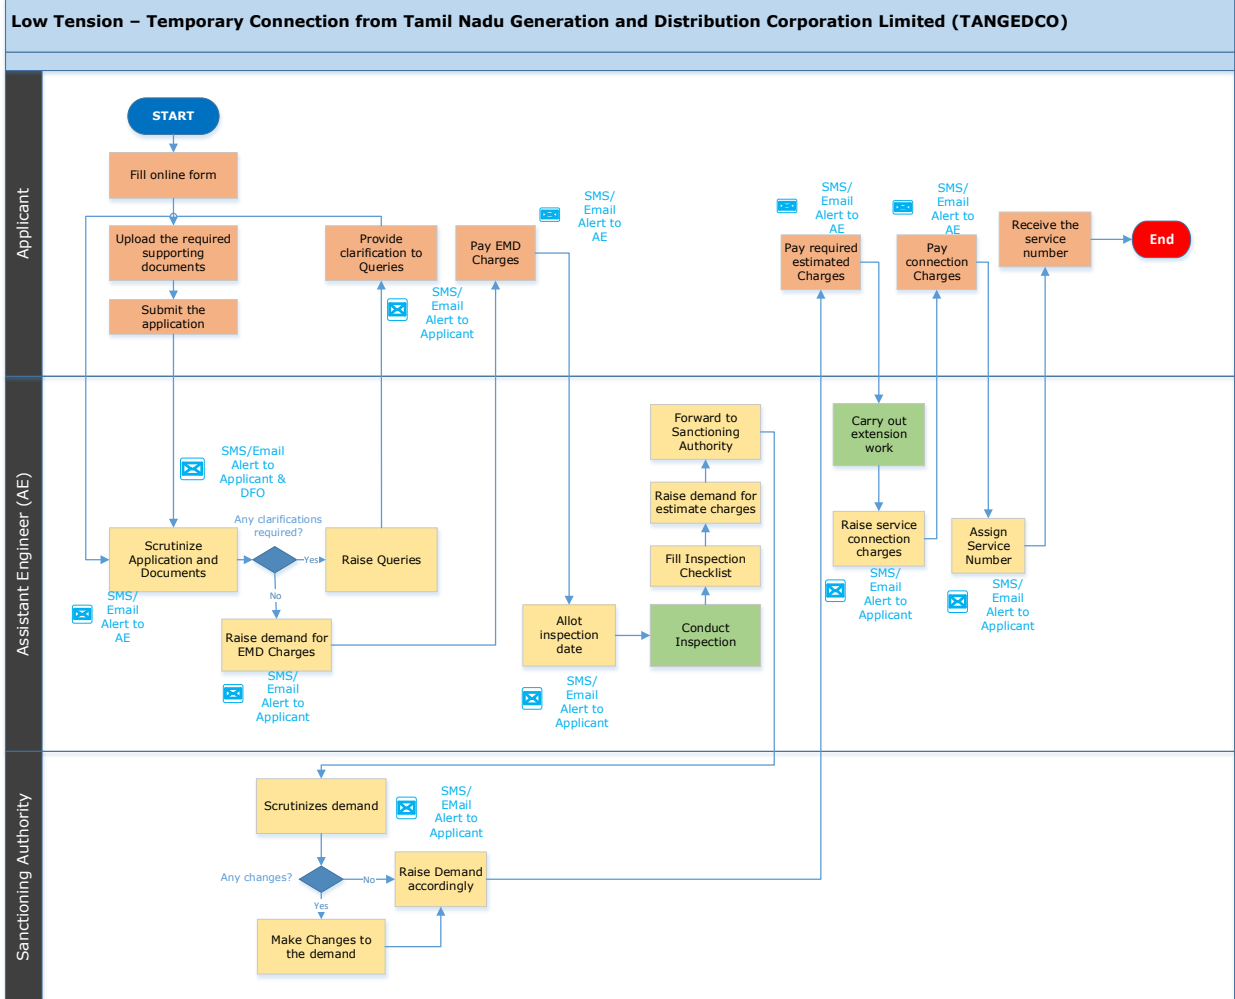 Low Tension – Temporary Connection from Tamil Nadu Generation and Distribution Corporation Limited (TANGEDCO)
Applicant
START
Fill online form
Upload the required
supporting
documents
Submit the
application
Provide
clarification to
Queries
SMS/
Email
Alert to
Applicant
Pay EMD
Charges
SMS/
Email
Alert to
AE
SMS/
Email
Alert to
AE
Pay required
estimated
Charges
SMS/
Email
Alert to
AE
Pay
connection
Charges
Receive the
service
number
End
Assistant Engineer (AE)
SMS/Email
Alert to
Applicant &
DFO
Scrutinize
Application and
Documents
SMS/
Email
Alert to
AE
Any clarifications
required?
Yes
No
Raise Queries
Raise demand for
EMD Charges
SMS/
Email
Alert to
Applicant
Allot
inspection
date
SMS/
Email
Alert to
Applicant
Forward to
Sanctioning
Authority
Raise demand for
estimate charges
Fill Inspection
Checklist
Conduct
Inspection
Carry out
extension
work
Raise service
connection
charges
SMS/
Email
Alert to
Applicant
Assign
Service
Number
SMS/
Email
Alert to
Applicant
Sanctioning Authority
Scrutinizes demand
SMS/
EMail
Alert to
Applicant
Any changes?
No
Yes
Raise Demand
accordingly
Make Changes to
the demand